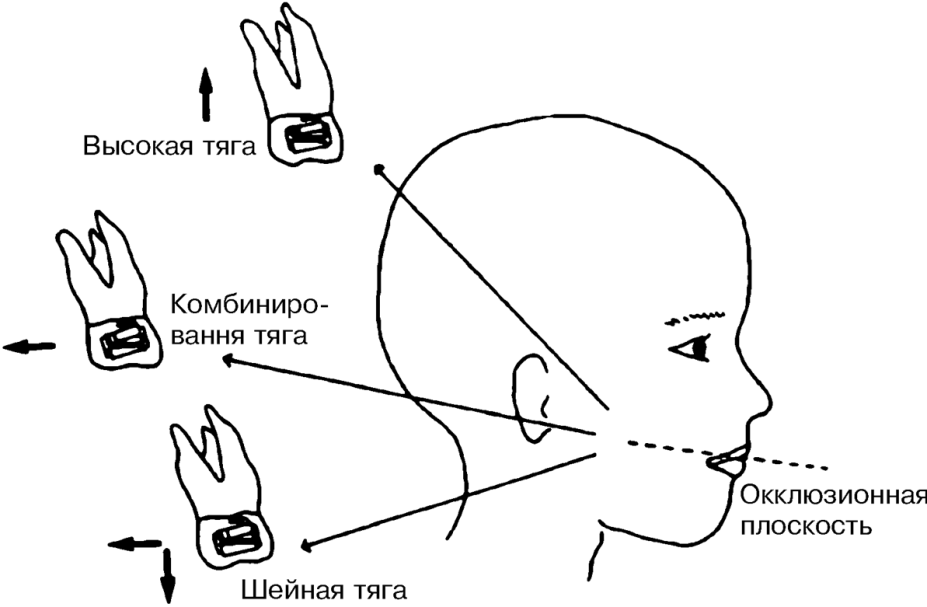 Высокая тяга
Комбиниро-
вання тяга
Окклюзионная
плоскость
Шейная тяга